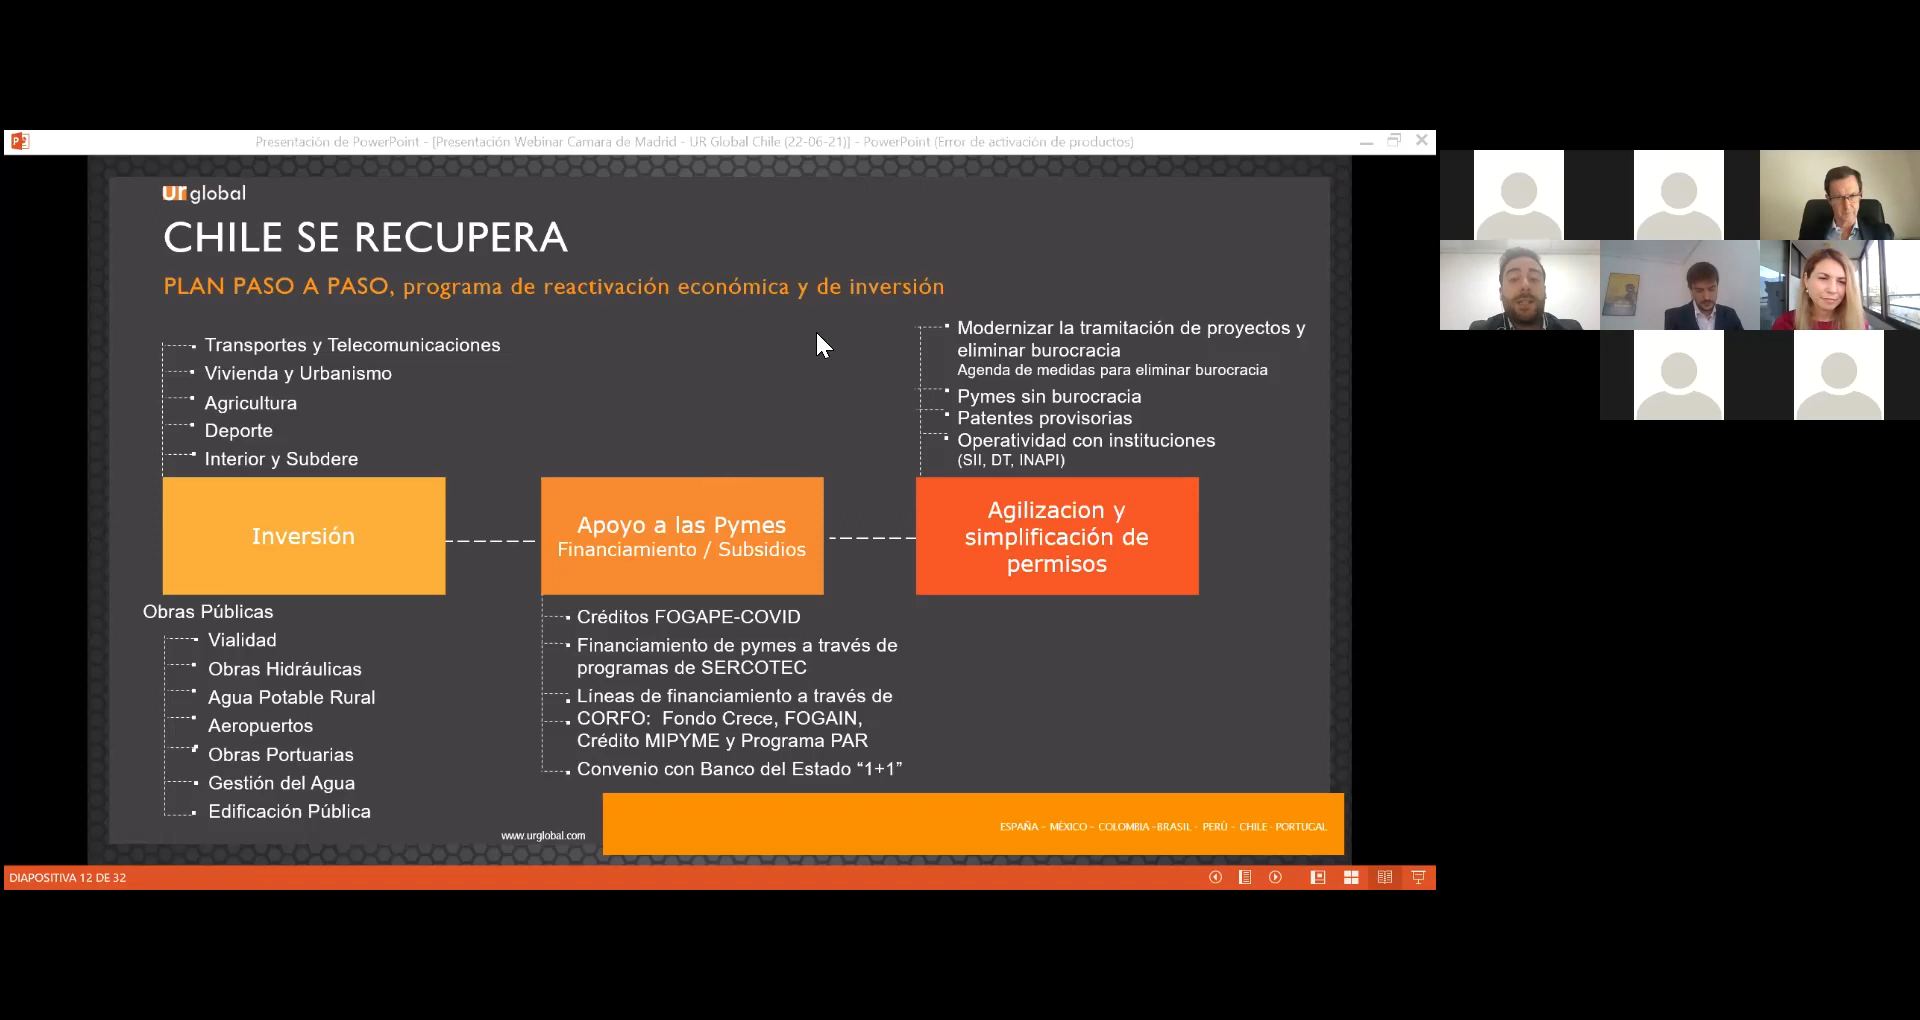 Presentación de PowerPoint - [Presentación Webinar Camara de Madrid - UR Global Chile (22-06-21)] - PowerPoint (Error de activación de productos)
ur global
CHILE SE RECUPERA
PLAN PASO A PASO, programa de reactivación económica y de inversión
Transportes y Telecomunicaciones
Vivienda y Urbanismo
Agricultura
Deporte
Interior y Subdere
Inversión
Obras Públicas
Vialidad
Obras Hidráulicas
Agua Potable Rural
Aeropuertos
Obras Portuarias
Gestión del Agua
Edificación Pública
Apoyo a las Pymes
Financiamiento / Subsidios
Créditos FOGAPE-COVID
Financiamiento de pymes a través de
programas de SERCOTEC
Líneas de financiamiento a través de
CORFO: Fondo Crece, FOGAIN,
Crédito MIPYME y Programa PAR
Convenio con Banco del Estado “1+1”
Modernizar la tramitación de proyectos y
eliminar burocracia
Agenda de medidas para eliminar burocracia
Pymes sin burocracia
Patentes provisorias
Operatividad con instituciones
(SII, DT, INAPI)
Agilizacion y
simplificación de
permisos
www.urglobal.com
ESPAÑA - MÉXICO - COLOMBIA -BRASIL - PERÚ - CHILE - PORTUGAL
DIAPOSITIVA 12 DE 32